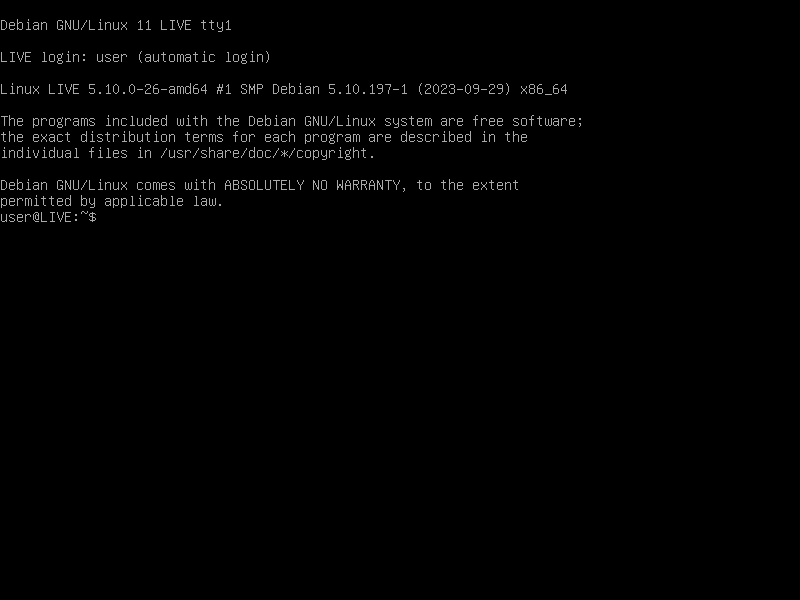 Debian GNU/Linux 11 LIVE tty1
LIVE login: user (automatic login)
Linux LIVE 5.10.0-26-amd64 #1 SMP Debian 5.10.197-1 (2023-09-29) x86_64
The programs included with the Debian GNU/Linux system are free software;
the exact distribution terms for each program are described in the
individual files in /usr/share/doc/*/copyright.
Debian GNU/Linux comes with ABSOLUTELY NO WARRANTY, to the extent
permitted by applicable law.
user@LIVE:~$